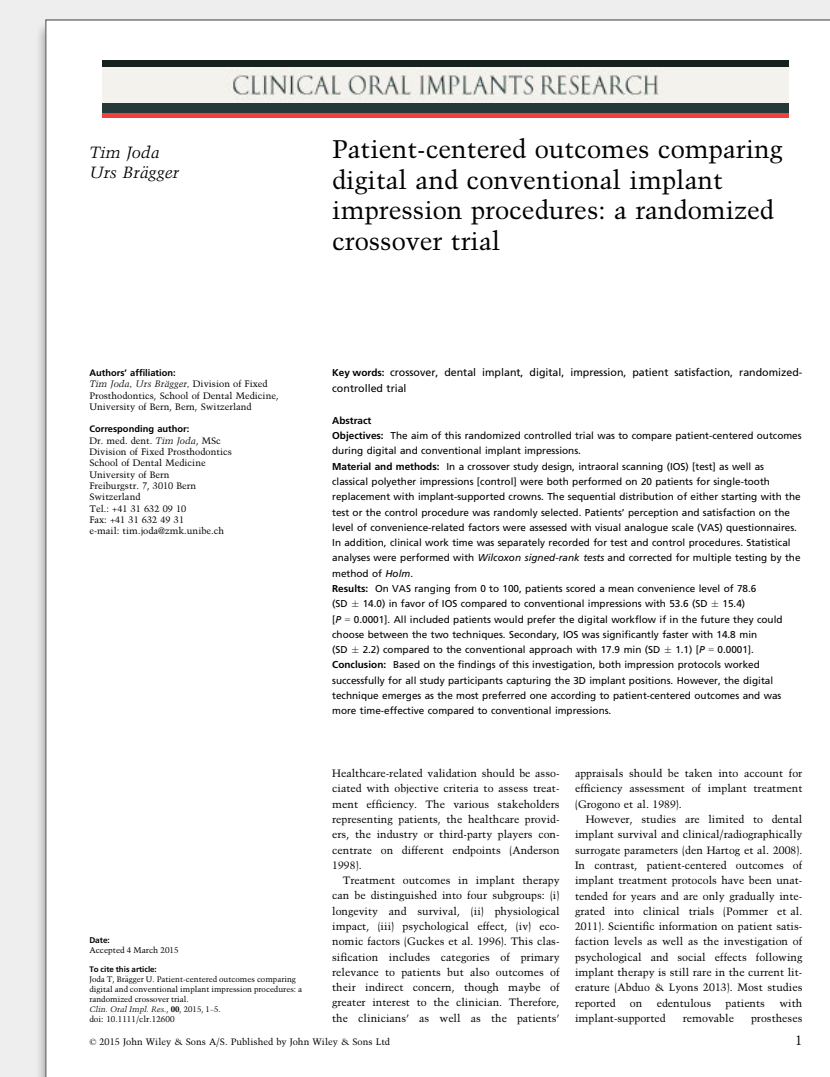 CLINICAL ORAL IMPLANTS RESEARCH
Tim Joda
Urs Brägger
Patient-centered outcomes comparing
digital and conventional implant
impression procedures: a randomized
crossover trial
Authors' affiliation:
Tim Joda, Urs Brägger, Division of Fixed
Prosthodontics, School of Dental Medicine,
University of Bern, Bern, Switzerland
Corresponding author:
Dr. med. dent. Tim Joda, MSc
Division of Fixed Prosthodontics
School of Dental Medicine
University of Bern
Freiburgstr. 7, 3010 Bern
Switzerland
Tel.: +41 31 632 09 10
Fax: +41 31 632 49 31
e-mail: tim.joda@zmk.unibe.ch
Key words: crossover, dental implant, digital, impression, patient satisfaction, randomized-
controlled trial
Abstract
Objectives: The aim of this randomized controlled trial was to compare patient-centered outcomes
during digital and conventional implant impressions.
Material and methods: In a crossover study design, intraoral scanning (IOS) [test] as well as
classical polyether impressions [control] were both performed on 20 patients for single-tooth
replacement with implant-supported crowns. The sequential distribution of either starting with the
test or the control procedure was randomly selected. Patients' perception and satisfaction on the
level of convenience-related factors were assessed with visual analogue scale (VAS) questionnaires.
In addition, clinical work time was separately recorded for test and control procedures. Statistical
analyses were performed with Wilcoxon signed-rank tests and corrected for multiple testing by the
method of Holm.
Results: On VAS ranging from 0 to 100, patients scored a mean convenience level of 78.6
(SD ± 14.0) in favor of IOS compared to conventional impressions with 53.6 (SD ± 15.4)
[P = 0.0001]. All included patients would prefer the digital workflow if in the future they could
choose between the two techniques. Secondary, IOS was significantly faster with 14.8 min
(SD ± 2.2) compared to the conventional approach with 17.9 min (SD ± 1.1) [P = 0.0001].
Conclusion: Based on the findings of this investigation, both impression protocols worked
successfully for all study participants capturing the 3D implant positions. However, the digital
technique emerges as the most preferred one according to patient-centered outcomes and was
more time-effective compared to conventional impressions.
Healthcare-related validation should be asso-
ciated with objective criteria to assess treat-
ment efficiency. The various stakeholders
representing patients, the healthcare provid-
ers, the industry or third-party players con-
centrate on different endpoints (Anderson
1998).
Treatment outcomes in implant therapy
can be distinguished into four subgroups: (i)
longevity and survival, (ii) physiological
impact, (iii) psychological effect, (iv) eco-
nomic factors (Guckes et al. 1996). This clas-
sification includes categories of primary
relevance to patients but also outcomes of
their indirect concern, though maybe of
greater interest to the clinician. Therefore,
the clinicians' as well as the patients'
appraisals should be taken into account for
efficiency assessment of implant treatment
(Grogono et al. 1989).
However, studies are limited to dental
implant survival and clinical/radiographically
surrogate parameters (den Hartog et al. 2008).
In contrast, patient-centered outcomes of
implant treatment protocols have been unat-
tended for years and are only gradually inte-
grated into clinical trials (Pommer et al.
2011). Scientific information on patient satis-
faction levels as well as the investigation of
psychological and social effects following
implant therapy is still rare in the current lit-
erature (Abduo & Lyons 2013). Most studies
reported on edentulous patients with
implant-supported removable prostheses
Date:
Accepted 4 March 2015
To cite this article:
Joda T, Brägger U. Patient-centered outcomes comparing
digital and conventional implant impression procedures: a
randomized crossover trial.
Clin. Oral Impl. Res., 00, 2015, 1–5.
doi: 10.1111/clr.12600
© 2015 John Wiley & Sons A/S. Published by John Wiley & Sons Ltd
1